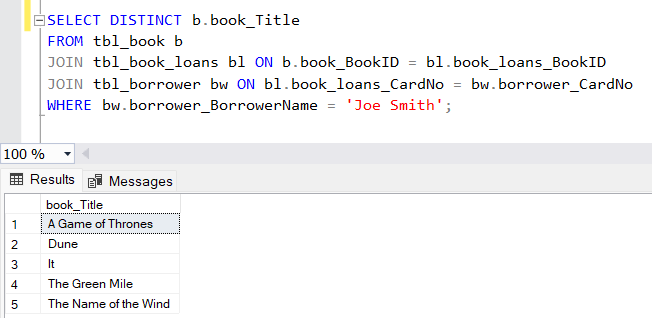 SELECT DISTINCT b.book_Title
FROM tbl_book b
JOIN tbl_book_loans bl ON b.book_BookID = bl.book_loans_BookID
JOIN tbl_borrower bw ON bl.book_loans_CardNo = bw.borrower_CardNo
WHERE bw.borrower_BorrowerName = 'Joe Smith';
100 %
Results Messages
book_Title
1 A Game of Thrones
2 Dune
3 It
4 The Green Mile
5 The Name of the Wind